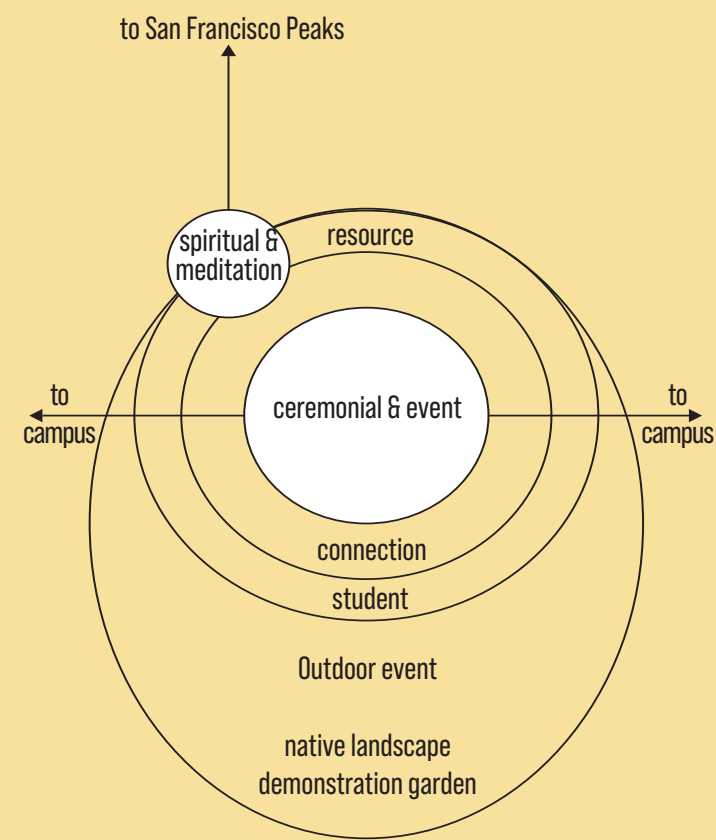 to San Francisco Peaks
spiritual &
meditation
resource
ceremonial & event
to
campus
to
campus
connection
student
Outdoor event
native landscape
demonstration garden